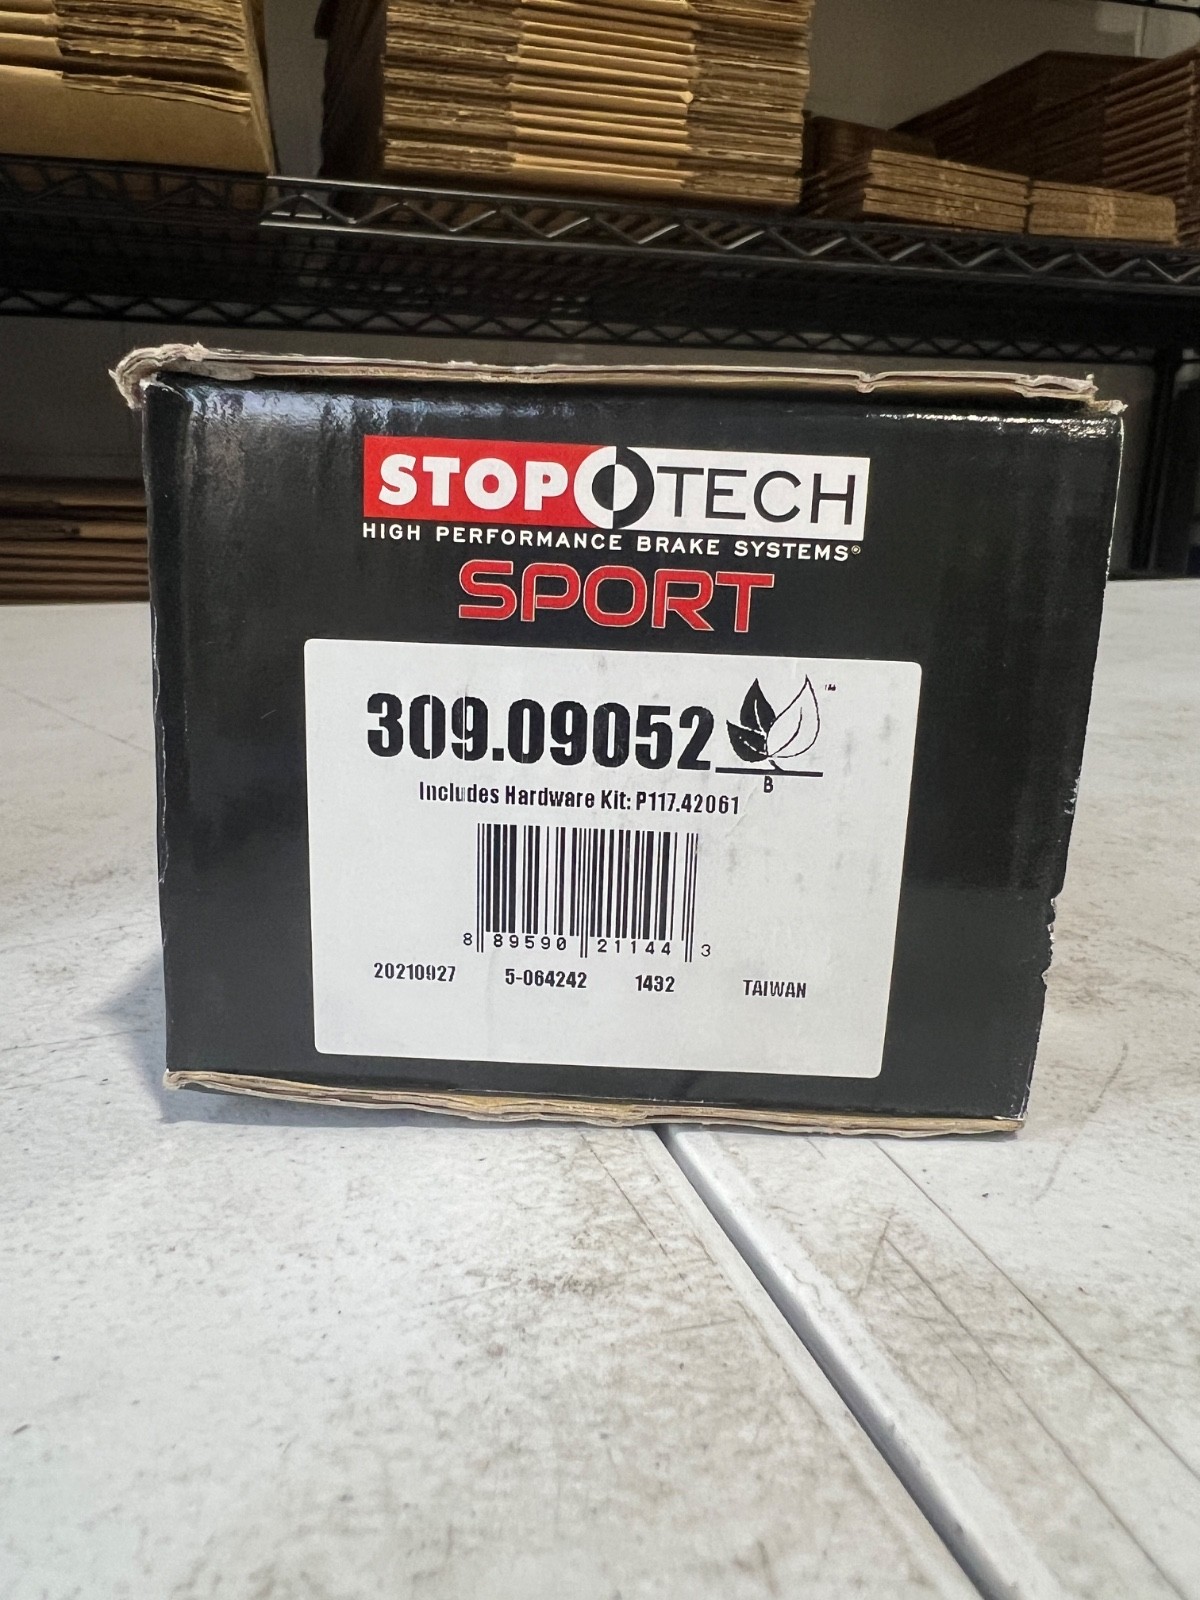 STOPTECH
HIGH PERFORMANCE BRAKE SYSTEMS®
SPORT
309.09052
™
B
Includes Hardware Kit: P117.42061
8 89590 21144 3
20210927 5-064242 1432 TAIWAN